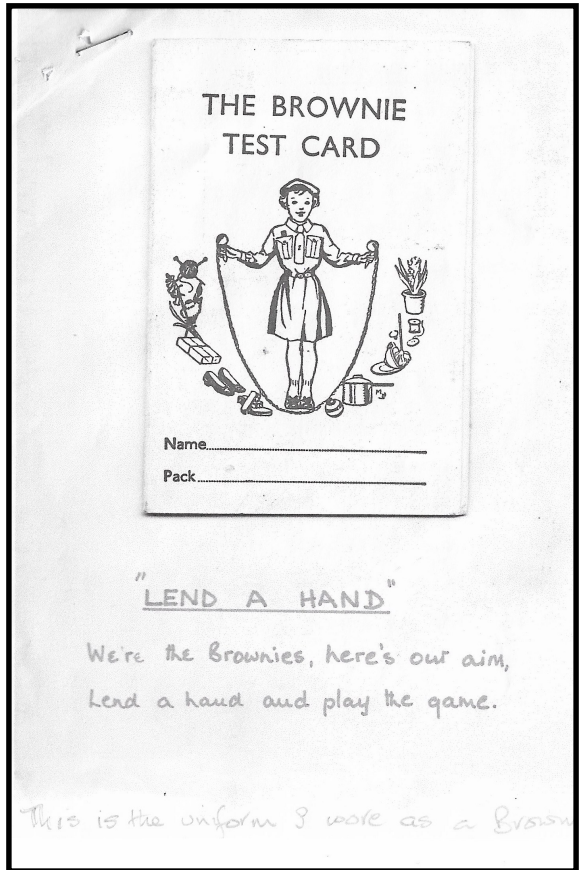 THE BROWNIE
TEST CARD
Name
Pack
"LEND A HAND"
We're the Brownies, here's our aim,
Lend a hand and play the game.
This is the uniform I wore as a Brown